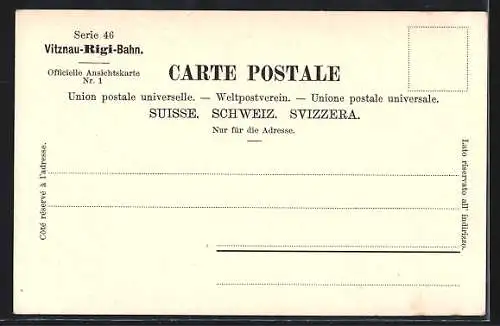 Serie 46
Vitznau-Rigi-Bahn.
Officielle Ansichtskarte
Nr. 1
CARTE POSTALE
Union postale universelle. — Weltpostverein. — Unione postale universale.
SUISSE. SCHWEIZ. SVIZZERA.
Nur für die Adresse.
Côté réservé à l'adresse.
Lato riservato all' indirizzo.